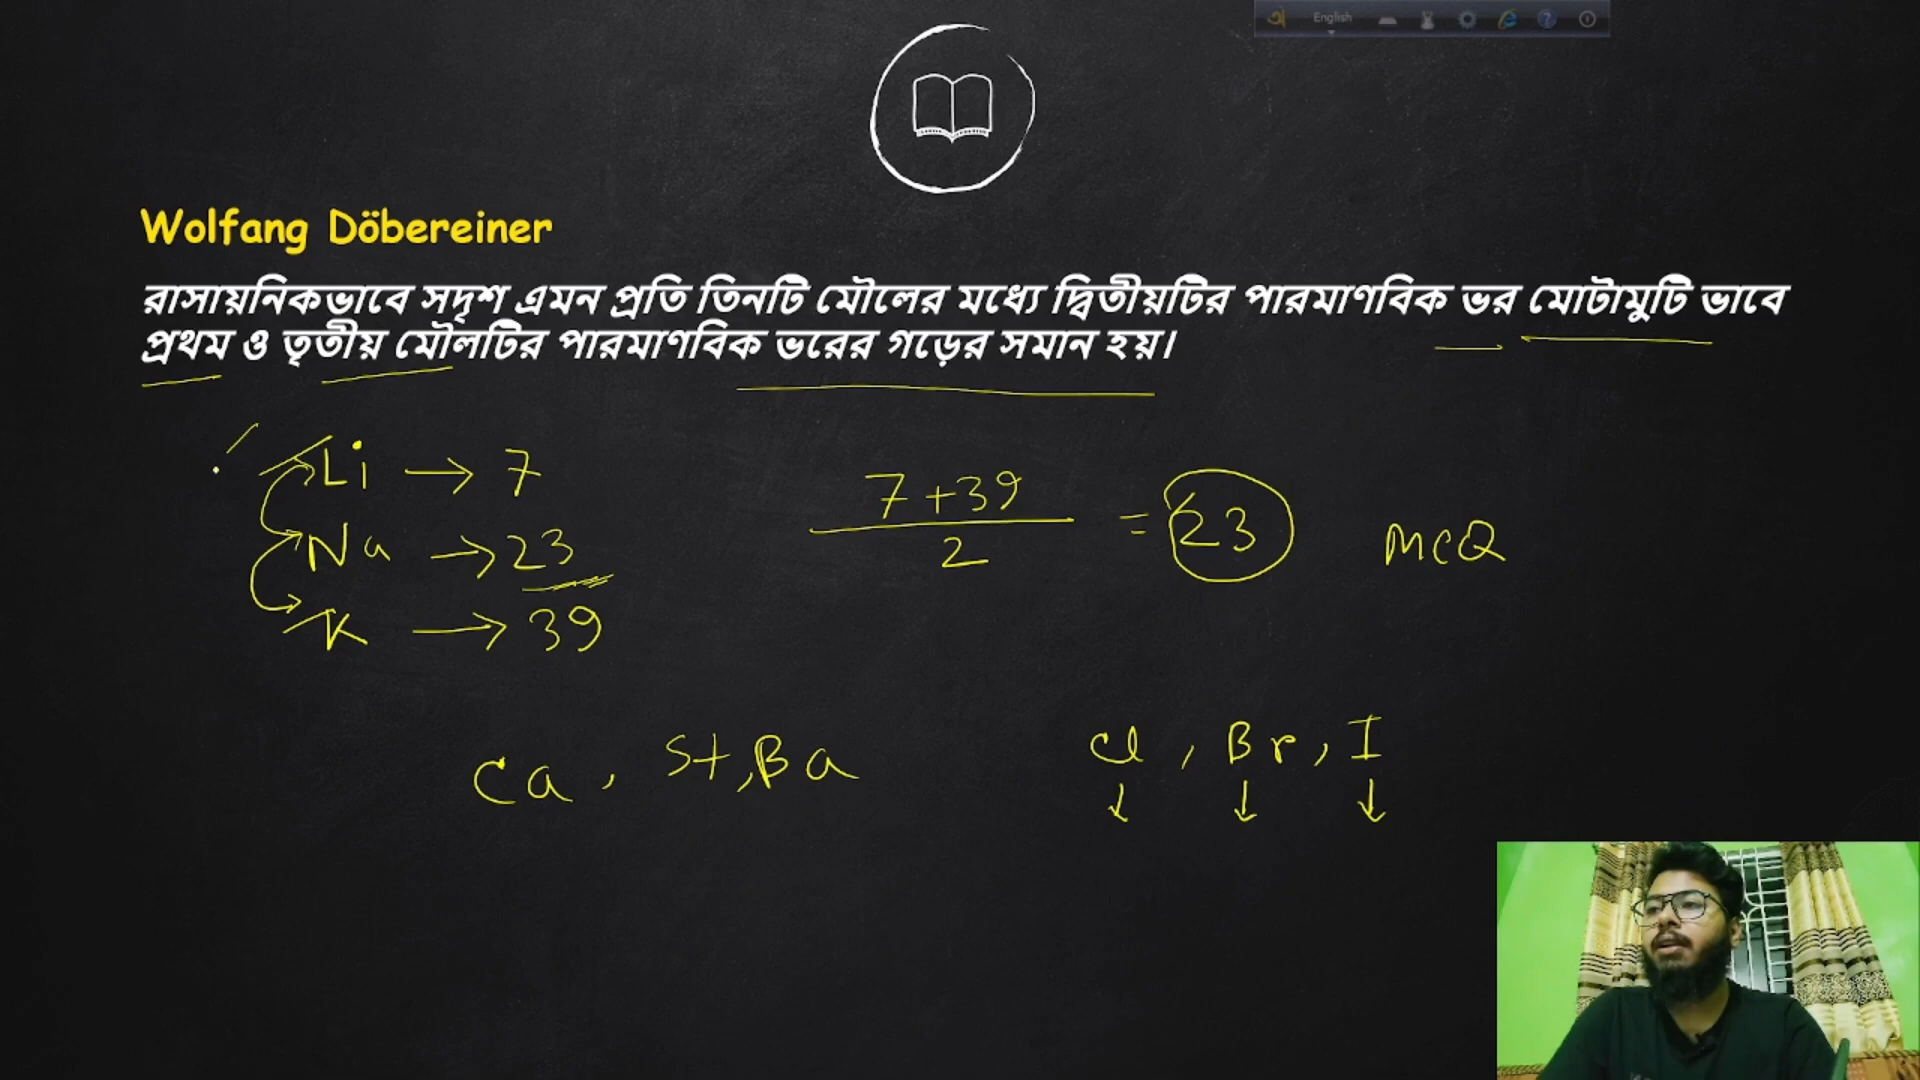 English
Wolfang Döbereiner
রাসায়নিকভাবে সদৃশ এমন প্রতি তিনটি মৌলের মধ্যে দ্বিতীয়টির পারমাণবিক ভর মোটামুটি ভাবে
প্রথম ও তৃতীয় মৌলটির পারমাণবিক ভরের গড়ের সমান হয়।
Li → 7
Na → 23
K → 39
7+39
2
= 23
MCQ
Ca, St, Ba
Cl, Br, I